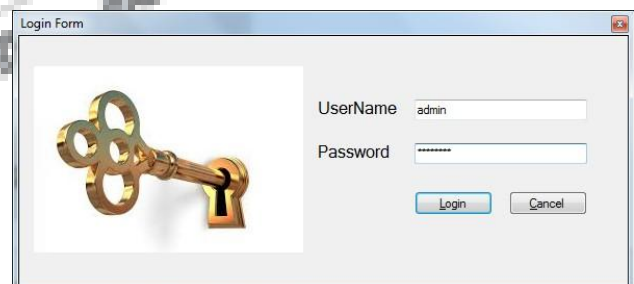 Login Form
UserName admin
Password ********
Login Cancel